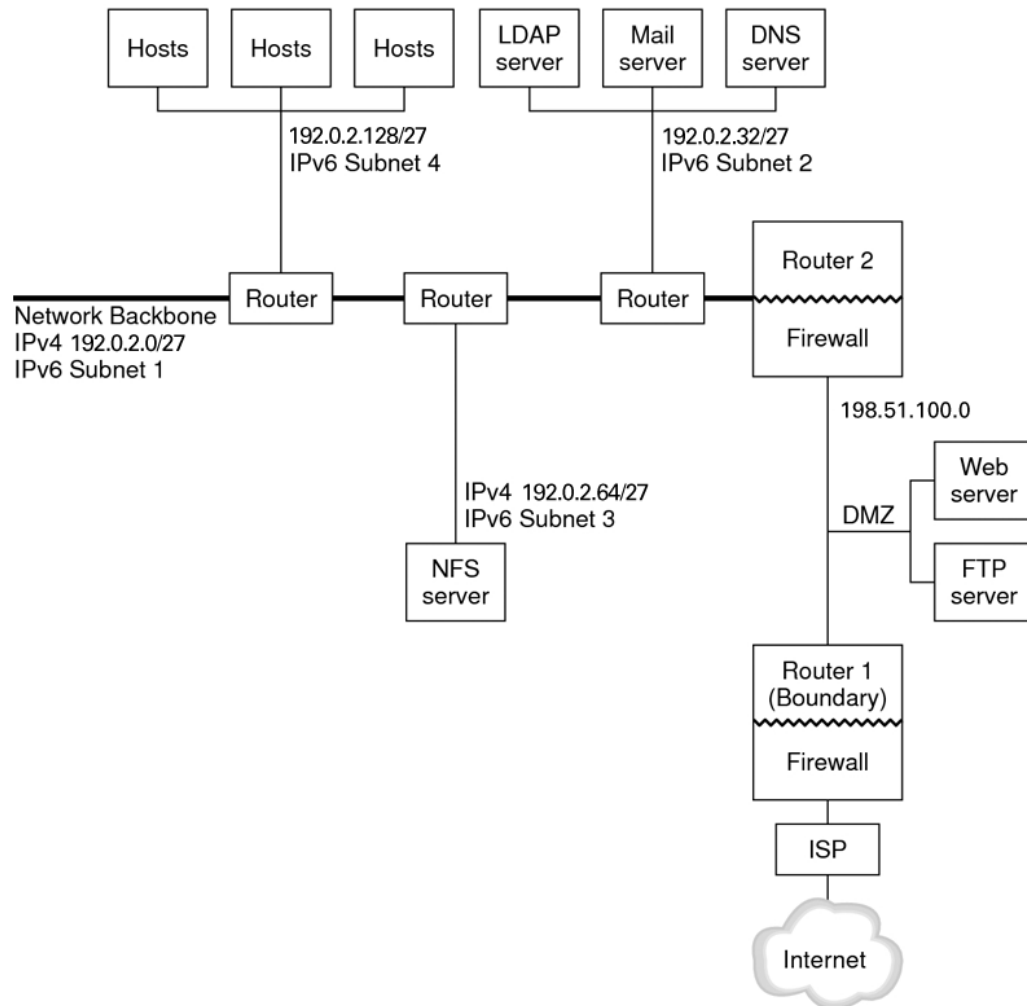 Hosts
Hosts
Hosts
LDAP
server
Mail
server
DNS
server
192.0.2.128/27
IPv6 Subnet 4
192.0.2.32/27
IPv6 Subnet 2
Router 2
Firewall
Router
Router
Router
Network Backbone
IPv4 192.0.2.0/27
IPv6 Subnet 1
198.51.100.0
Web
server
DMZ
FTP
server
IPv4 192.0.2.64/27
IPv6 Subnet 3
NFS
server
Router 1
(Boundary)
Firewall
ISP
Internet